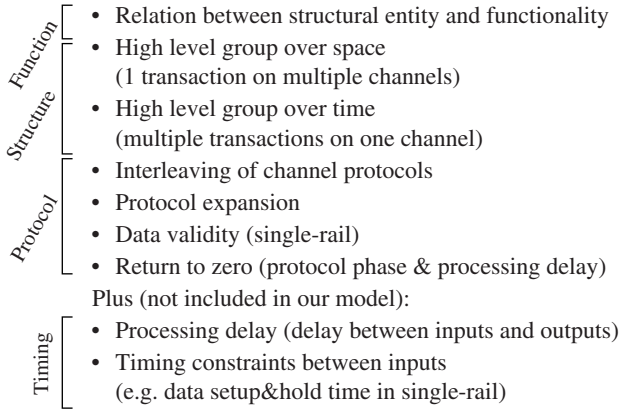 Function
• Relation between structural entity and functionality
Structure
• High level group over space
(1 transaction on multiple channels)
• High level group over time
(multiple transactions on one channel)
Protocol
• Interleaving of channel protocols
• Protocol expansion
• Data validity (single-rail)
• Return to zero (protocol phase & processing delay)
Plus (not included in our model):
Timing
• Processing delay (delay between inputs and outputs)
• Timing constraints between inputs
(e.g. data setup&hold time in single-rail)